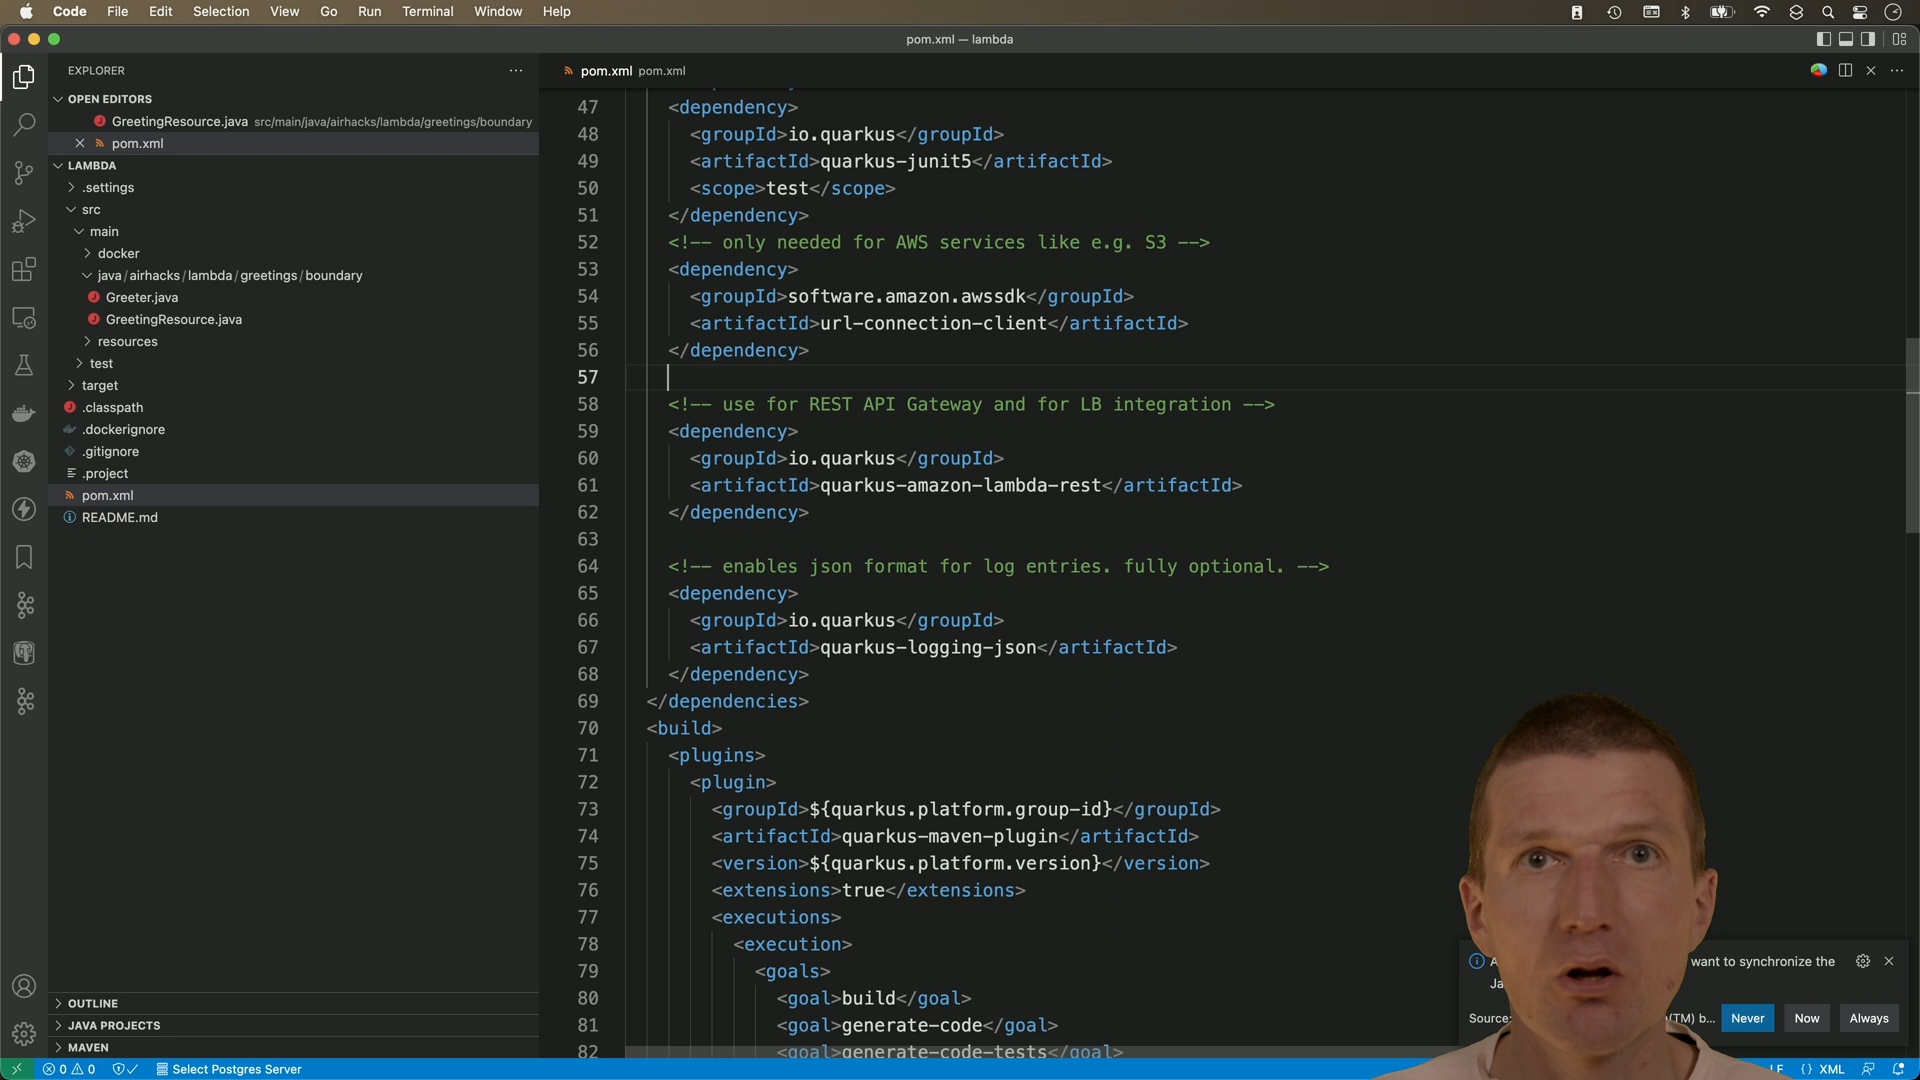 Code File Edit Selection View Go Run Terminal Window Help
pom.xml — lambda
EXPLORER
pom.xml pom.xml
OPEN EDITORS
GreetingResource.java src/main/java/airhacks/lambda/greetings/boundary
pom.xml
LAMBDA
.settings
src
main
docker
java/airhacks/lambda/greetings/boundary
Greeter.java
GreetingResource.java
resources
test
target
.classpath
.dockerignore
.gitignore
.project
pom.xml
README.md
OUTLINE
JAVA PROJECTS
MAVEN
47 <dependency>
48 <groupId>io.quarkus</groupId>
49 <artifactId>quarkus-junit5</artifactId>
50 <scope>test</scope>
51 </dependency>
52 <!-- only needed for AWS services like e.g. S3 -->
53 <dependency>
54 <groupId>software.amazon.awssdk</groupId>
55 <artifactId>url-connection-client</artifactId>
56 </dependency>
57
58 <!-- use for REST API Gateway and for LB integration -->
59 <dependency>
60 <groupId>io.quarkus</groupId>
61 <artifactId>quarkus-amazon-lambda-rest</artifactId>
62 </dependency>
63
64 <!-- enables json format for log entries. fully optional. -->
65 <dependency>
66 <groupId>io.quarkus</groupId>
67 <artifactId>quarkus-logging-json</artifactId>
68 </dependency>
69 </dependencies>
70 <build>
71 <plugins>
72 <plugin>
73 <groupId>${quarkus.platform.group-id}</groupId>
74 <artifactId>quarkus-maven-plugin</artifactId>
75 <version>${quarkus.platform.version}</version>
76 <extensions>true</extensions>
77 <executions>
78 <execution>
79 <goals>
80 <goal>build</goal>
81 <goal>generate-code</goal>
82 <goal>generate-code-tests</goal>
want to synchronize the
Source: (TM) b... Never Now Always
0 0 Select Postgres Server
LF {} XML